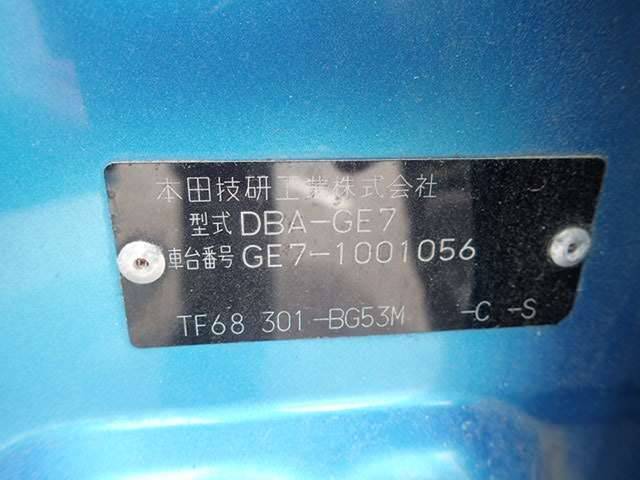 本田技研工業株式会社
型式 DBA-GE7
車台番号 GE7-1001056
TF68 301-BG53M -C -S